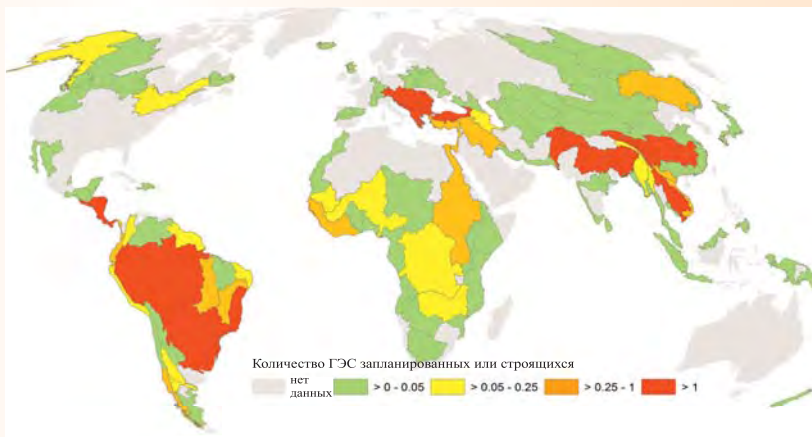 Количество ГЭС запланированных или строящихся
нет данных > 0 - 0.05 > 0.05 - 0.25 > 0.25 - 1 > 1